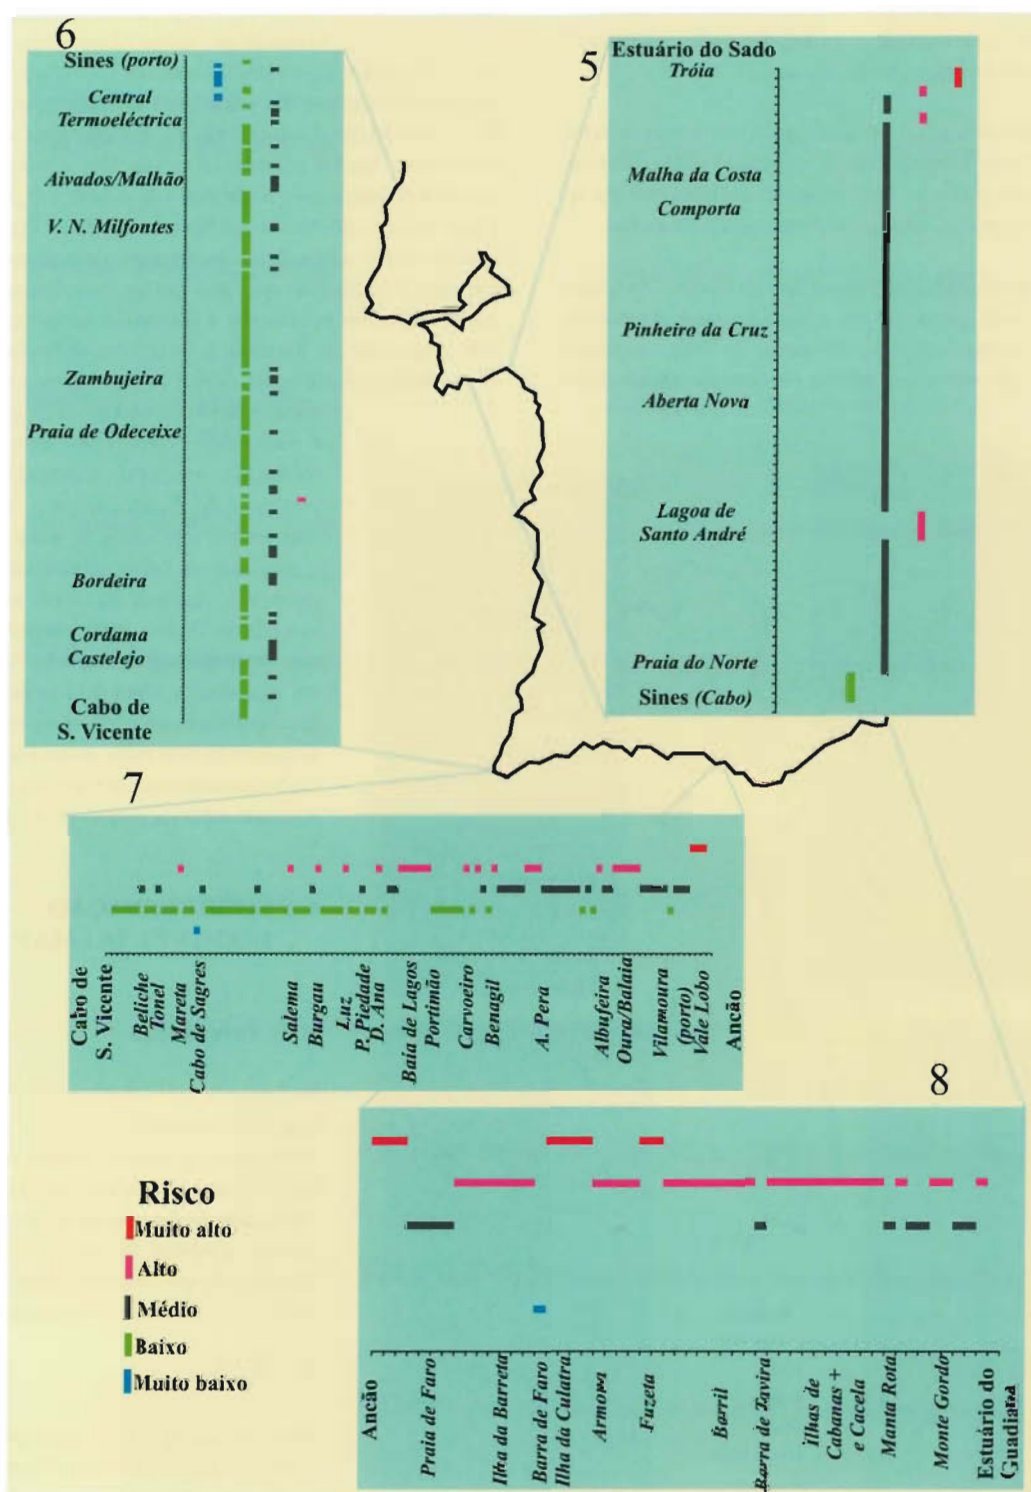 6
Sines (porto)
Central
Termoeléctrica
Aivados/Malhão
V. N. Milfontes
Zambujeira
Praia de Odeceixe
Bordeira
Cordama
Castelejo
Cabo de
S. Vicente
5
Estuário do Sado
Tróia
Malha da Costa
Comporta
Pinheiro da Cruz
Aberta Nova
Lagoa de
Santo André
Praia do Norte
Sines (Cabo)
7
Cabo de
S. Vicente
Beliche
Tonel
Mareta
Cabo de Sagres
Salema
Burgau
Luz
P. Piedade
D. Ana
Baía de Lagos
Portimão
Carvoeiro
Benagil
A. Pera
Albufeira
Oura/Balaia
Vilamoura
(porto)
Vale Lobo
Ancão
8
Ancão
Praia de Faro
Ilha da Barreta
Barra de Faro
Ilha da Culatra
Armona
Fuzeta
Barril
Barra de Tavira
Ilhas de
Cabanas +
e Cacela
Manta Rota
Monte Gordo
Estuário do
Guadiana
Risco
Muito alto
Alto
Médio
Baixo
Muito baixo